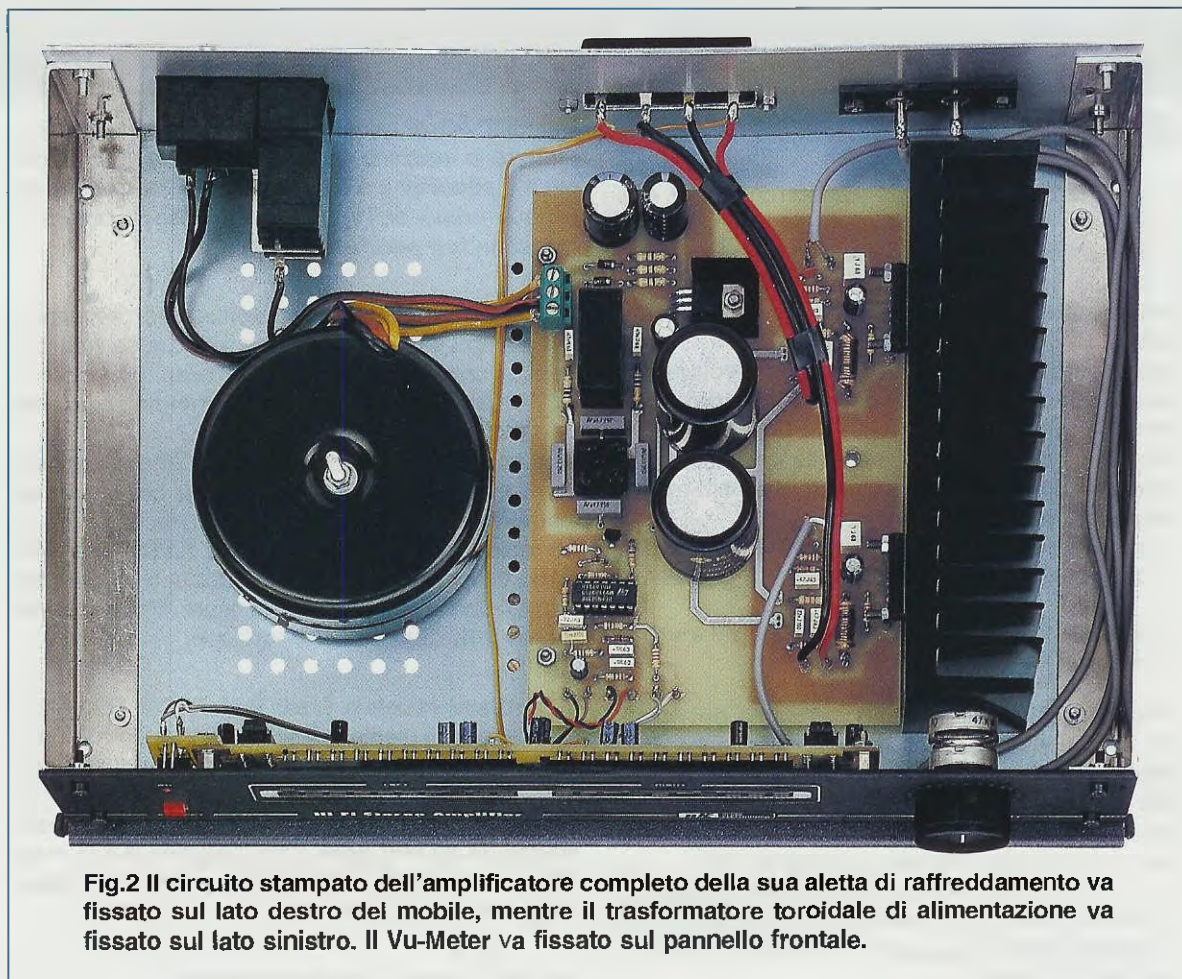 47K
HI-FI Stereo Amplifier
Fig.2 Il circuito stampato dell'amplificatore completo della sua aletta di raffreddamento va
fissato sul lato destro del mobile, mentre il trasformatore toroidale di alimentazione va
fissato sul lato sinistro. Il Vu-Meter va fissato sul pannello frontale.